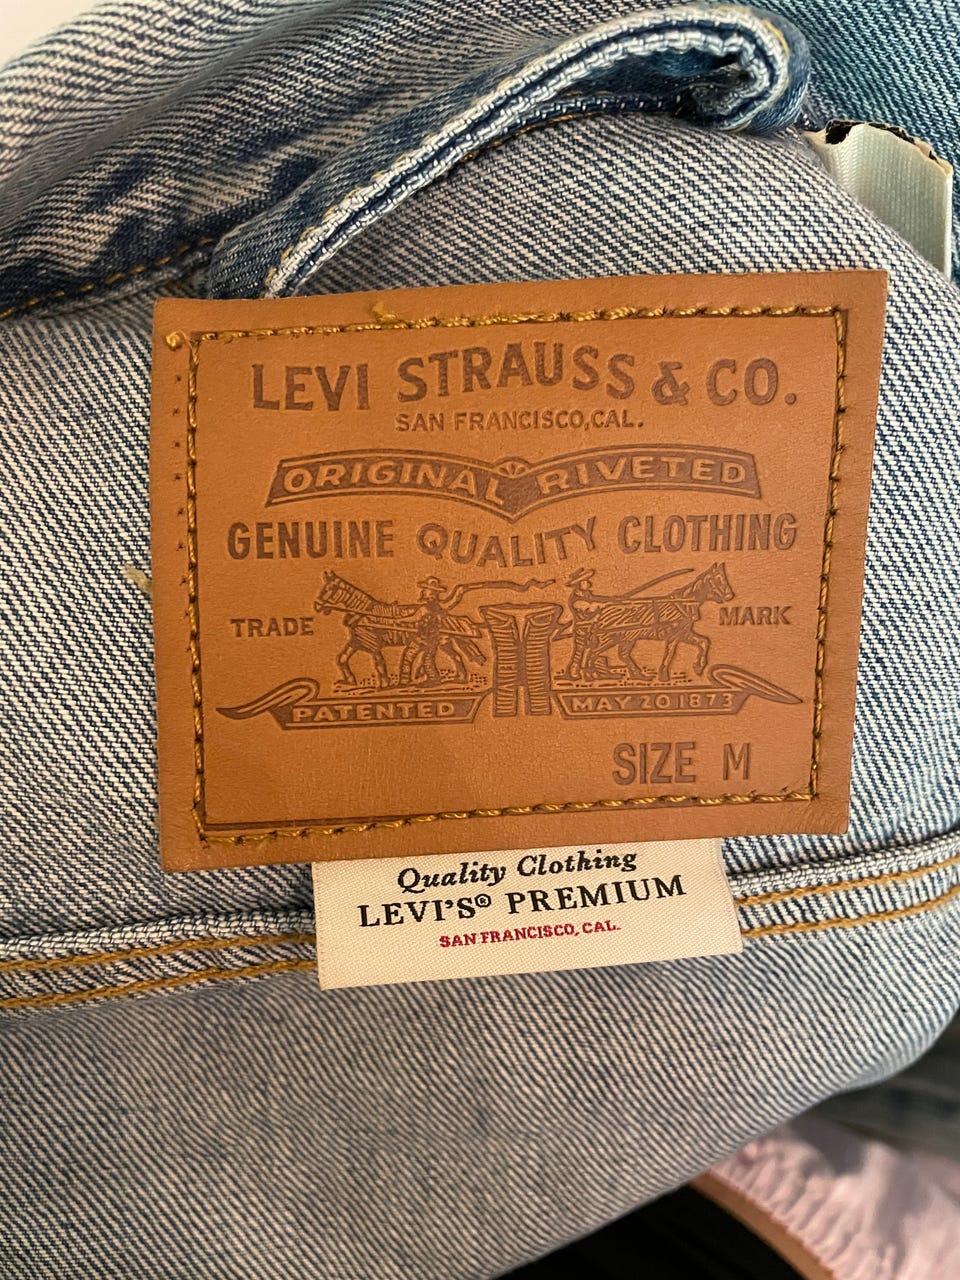 LEVI STRAUSS & CO.
SAN FRANCISCO, CAL.
ORIGINAL RIVETED
GENUINE QUALITY CLOTHING
TRADE MARK
PATENTED MAY 20 1873
SIZE M
Quality Clothing
LEVI'S® PREMIUM
SAN FRANCISCO, CAL.